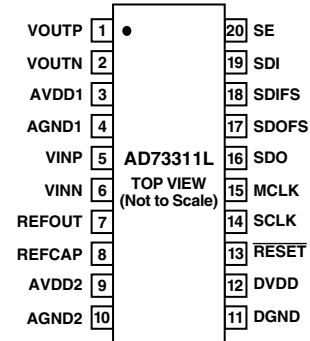 VOUTP 1 20 SE
VOUTN 2 19 SDI
AVDD1 3 18 SDIFS
AGND1 4 17 SDOFS
VINP 5 AD73311L 16 SDO
VINN 6 TOP VIEW 15 MCLK
(Not to Scale)
REFOUT 7 14 SCLK
REFCAP 8 13 RESET
AVDD2 9 12 DVDD
AGND2 10 11 DGND